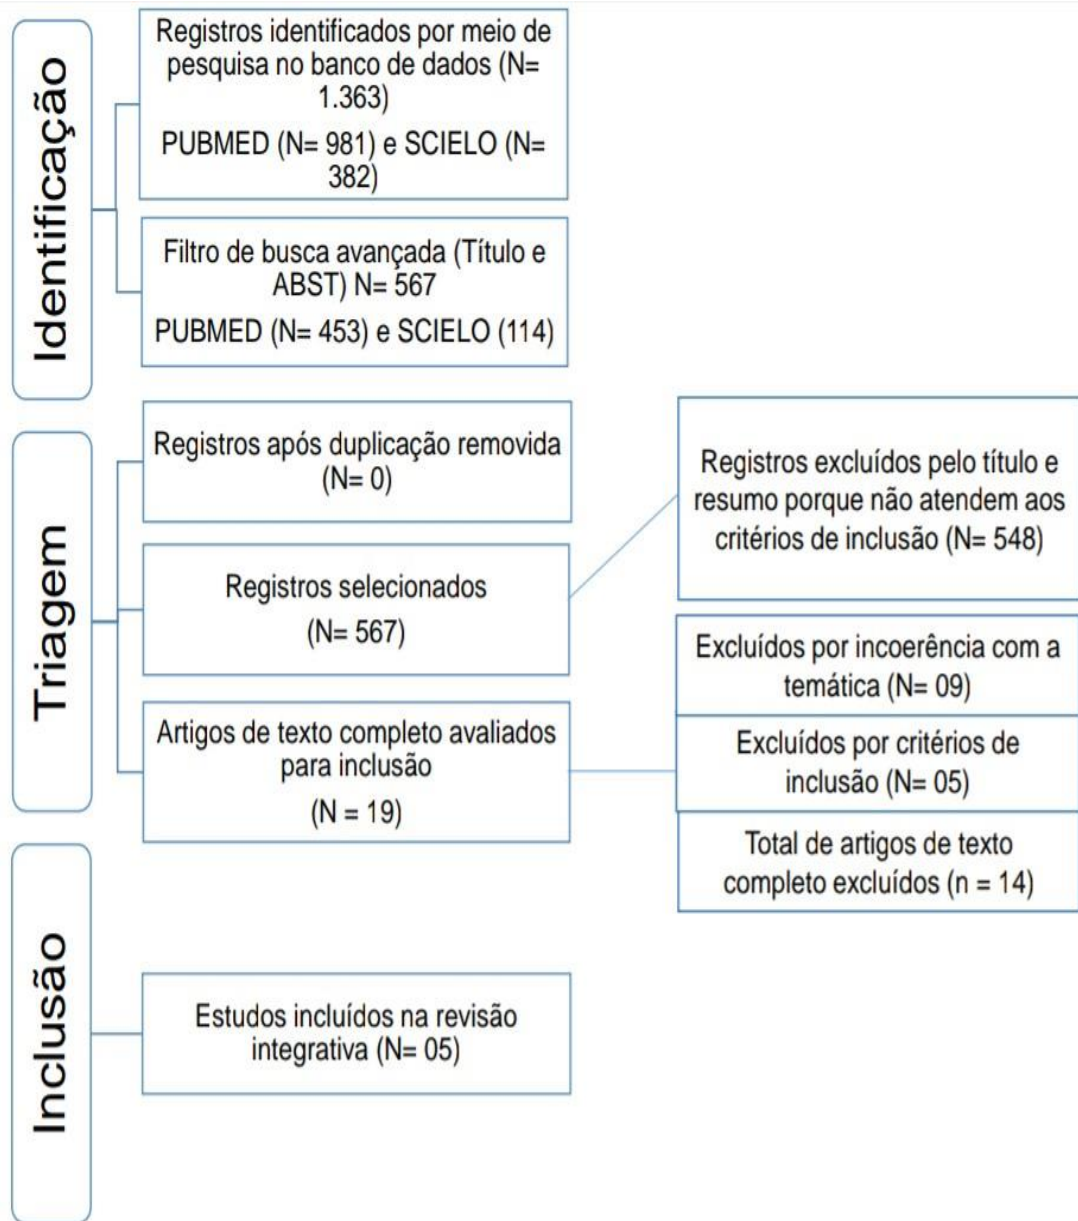 Identificação
Registros identificados por meio de
pesquisa no banco de dados (N=
1.363)
PUBMED (N= 981) e SCIELO (N=
382)
Filtro de busca avançada (Título e
ABST) N= 567
PUBMED (N= 453) e SCIELO (114)
Triagem
Registros após duplicação removida
(N= 0)
Registros selecionados
(N= 567)
Registros excluídos pelo título e
resumo porque não atendem aos
critérios de inclusão (N= 548)
Artigos de texto completo avaliados
para inclusão
(N = 19)
Excluídos por incoerência com a
temática (N= 09)
Excluídos por critérios de
inclusão (N= 05)
Total de artigos de texto
completo excluídos (n = 14)
Inclusão
Estudos incluídos na revisão
integrativa (N= 05)